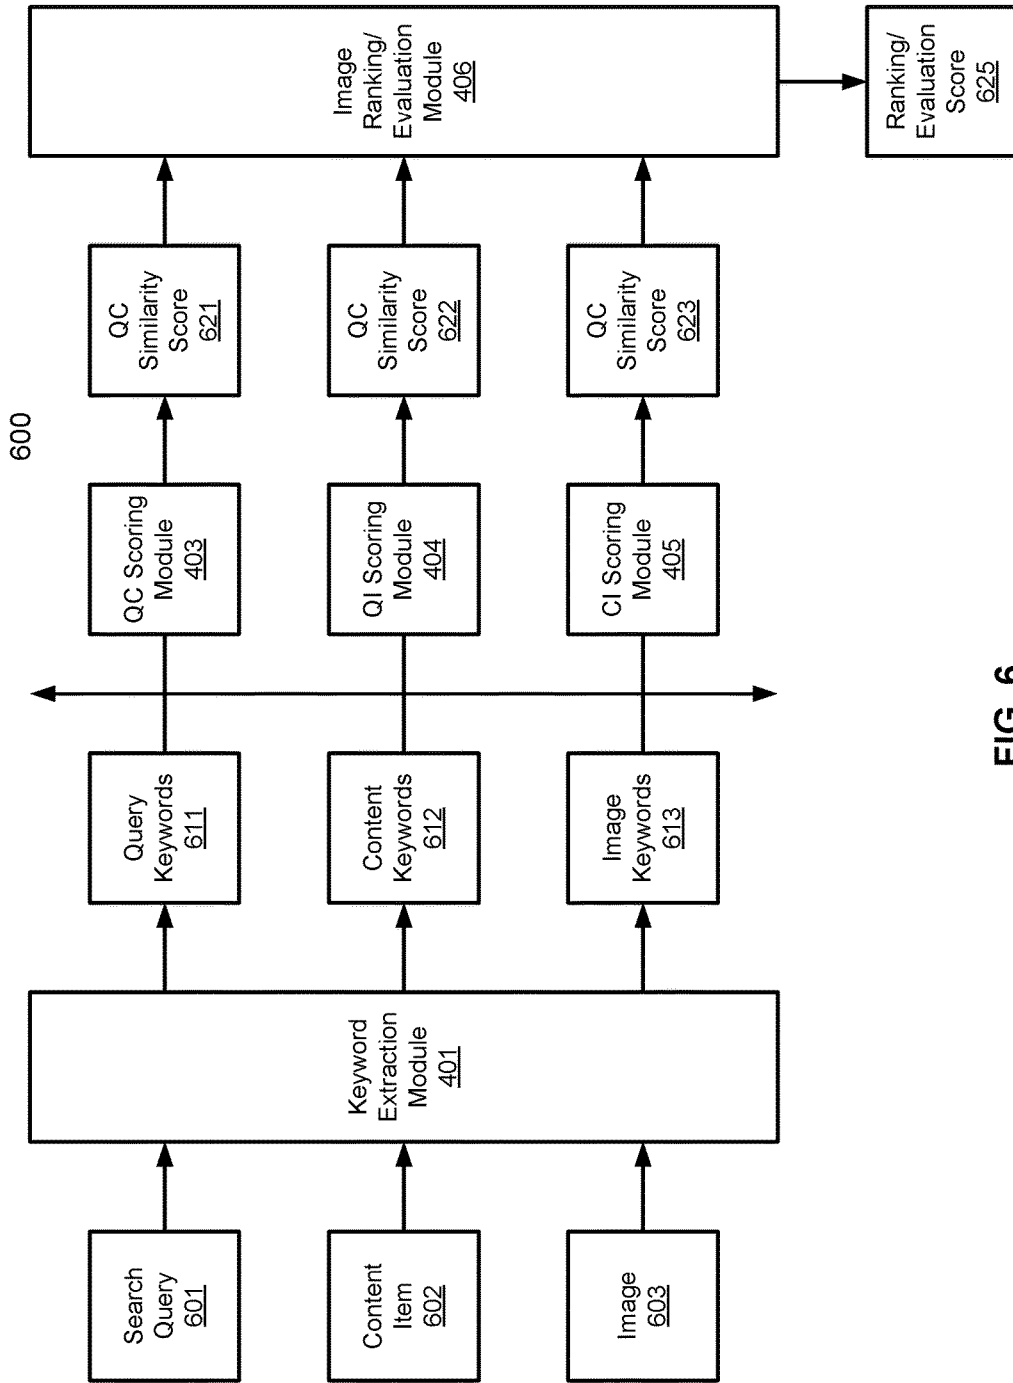 600
Search
Query
601
Content
Item
602
Image
603
Keyword
Extraction
Module
401
Query
Keywords
611
Content
Keywords
612
Image
Keywords
613
QC Scoring
Module
403
QI Scoring
Module
404
CI Scoring
Module
405
QC
Similarity
Score
621
QC
Similarity
Score
622
QC
Similarity
Score
623
Image
Ranking/
Evaluation
Module
406
Ranking/
Evaluation
Score
625
FIG. 6